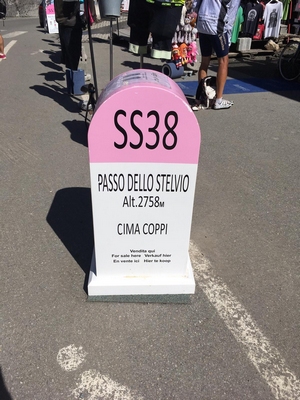 SS38
PASSO DELLO STELVIO
Alt.2758M
CIMA COPPI
Vendita qui
For sale here Verkauf hier
En vente ici Hier te koop